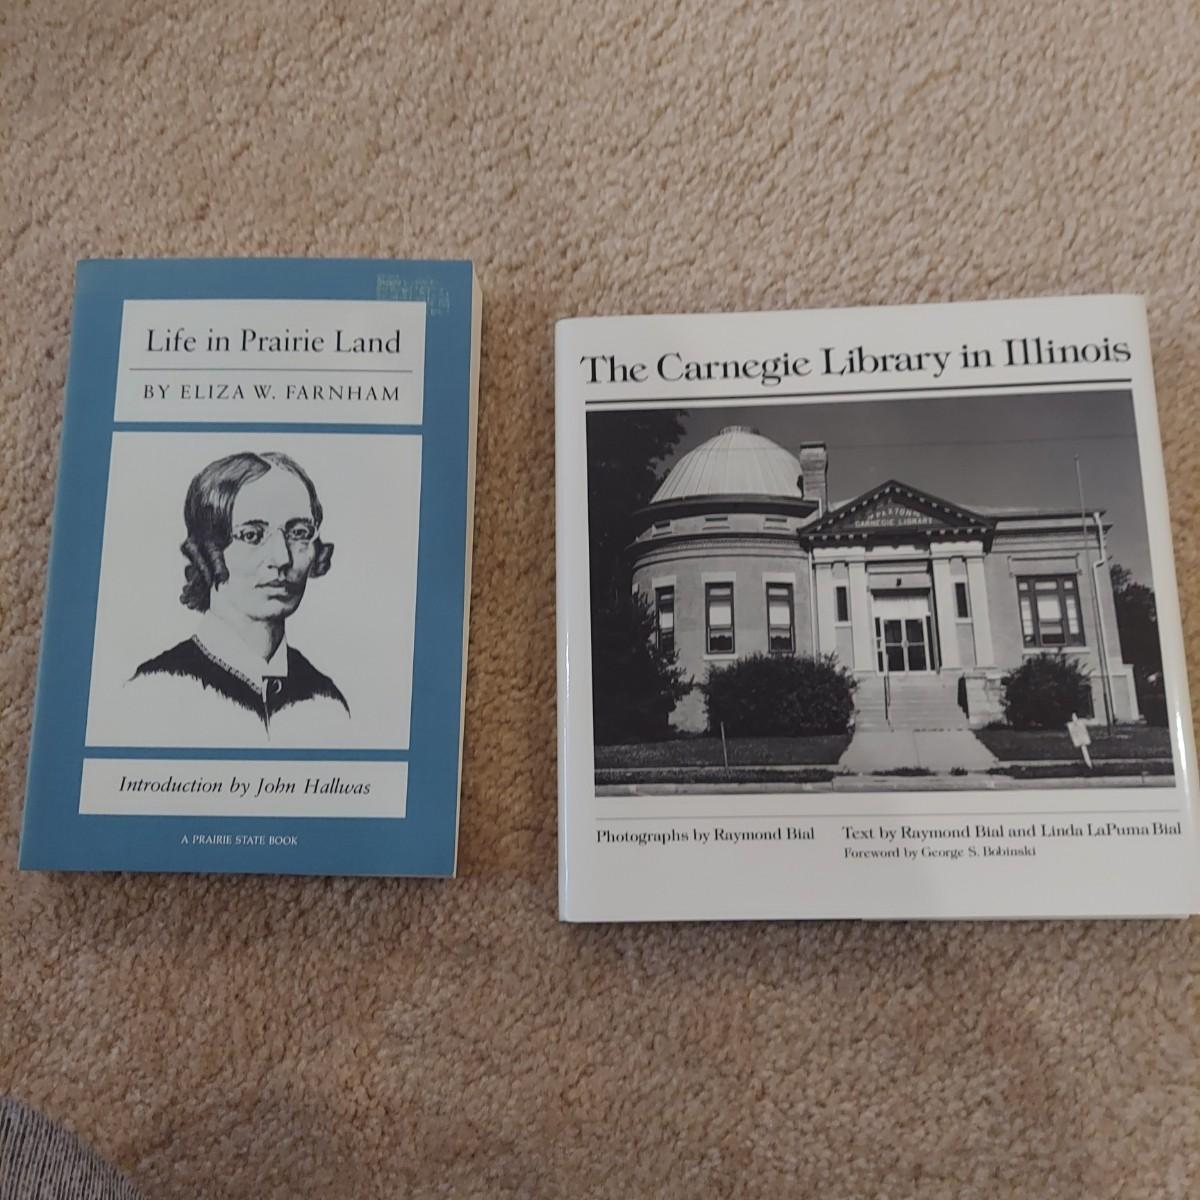 Life in Prairie Land
BY ELIZA W. FARNHAM
Introduction by John Hallwas
A PRAIRIE STATE BOOK
The Carnegie Library in Illinois
PAXTON
CARNEGIE LIBRARY
Photographs by Raymond Bial
Text by Raymond Bial and Linda LaPuma Bial
Foreword by George S. Bobinski